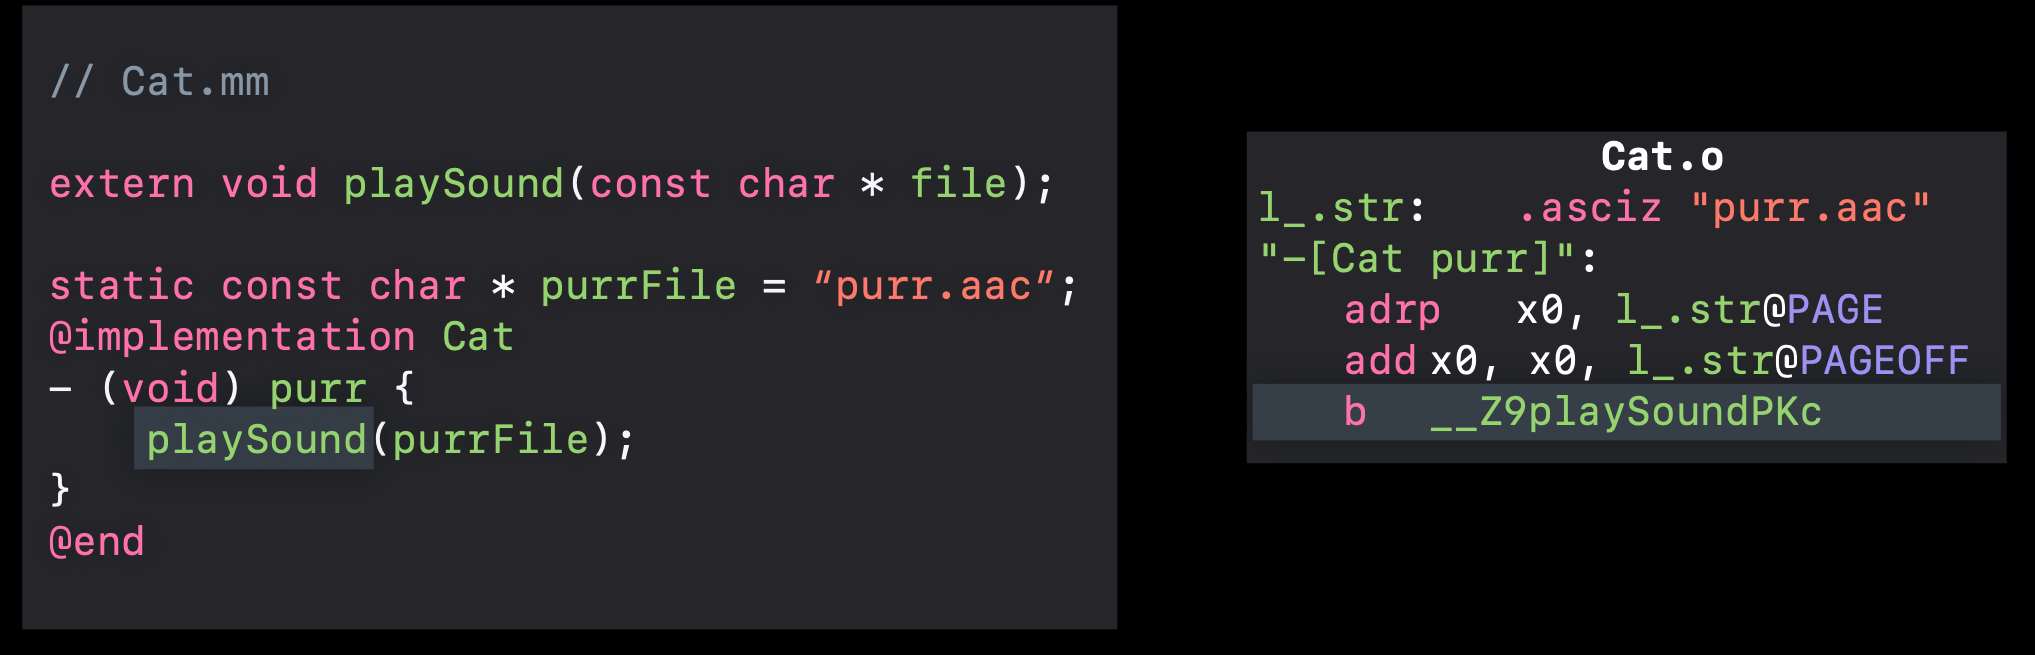 // Cat.mm
extern void playSound(const char * file);
static const char * purrFile = “purr.aac”;
@implementation Cat
– (void) purr {
playSound(purrFile);
}
@end
Cat.o
l_.str: .asciz "purr.aac"
"–[Cat purr]":
adrp x0, l_.str@PAGE
add x0, x0, l_.str@PAGEOFF
b __Z9playSoundPKc